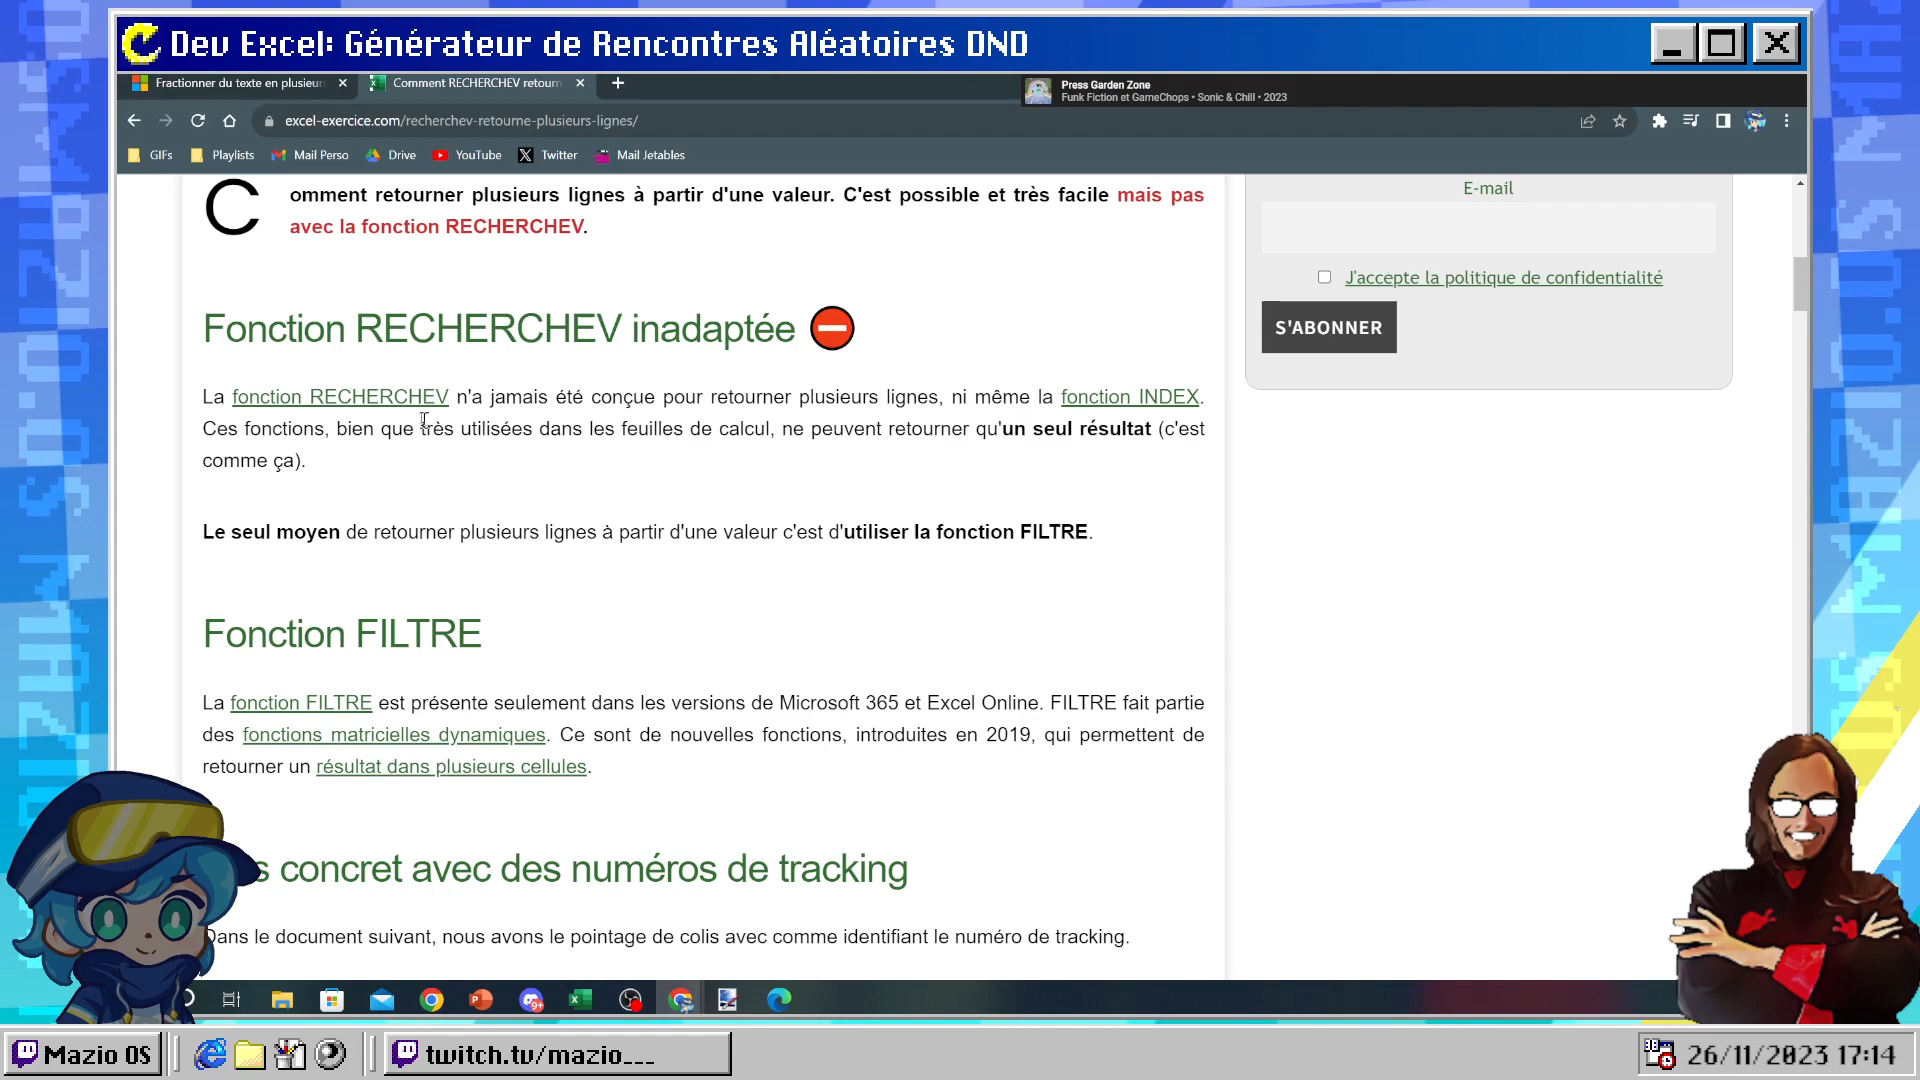 Dev Excel: Générateur de Rencontres Aléatoires DND
Fractionner du texte en plusieurs
Comment RECHERCHEV retourn
Press Garden Zone
Funk Fiction et GameChops • Sonic & Chill • 2023
excel-exercice.com/recherchev-retourne-plusieurs-lignes/
GIFs
Playlists
Mail Perso
Drive
YouTube
Twitter
Mail Jetables
Comment retourner plusieurs lignes à partir d'une valeur. C'est possible et très facile mais pas
avec la fonction RECHERCHEV.
Fonction RECHERCHEV inadaptée
La fonction RECHERCHEV n'a jamais été conçue pour retourner plusieurs lignes, ni même la fonction INDEX.
Ces fonctions, bien que très utilisées dans les feuilles de calcul, ne peuvent retourner qu'un seul résultat (c'est
comme ça).
Le seul moyen de retourner plusieurs lignes à partir d'une valeur c'est d'utiliser la fonction FILTRE.
Fonction FILTRE
La fonction FILTRE est présente seulement dans les versions de Microsoft 365 et Excel Online. FILTRE fait partie
des fonctions matricielles dynamiques. Ce sont de nouvelles fonctions, introduites en 2019, qui permettent de
retourner un résultat dans plusieurs cellules.
s concret avec des numéros de tracking
Dans le document suivant, nous avons le pointage de colis avec comme identifiant le numéro de tracking.
E-mail
J'accepte la politique de confidentialité
S'ABONNER
9+
Mazio OS
twitch.tv/mazio___
26/11/2023 17:14